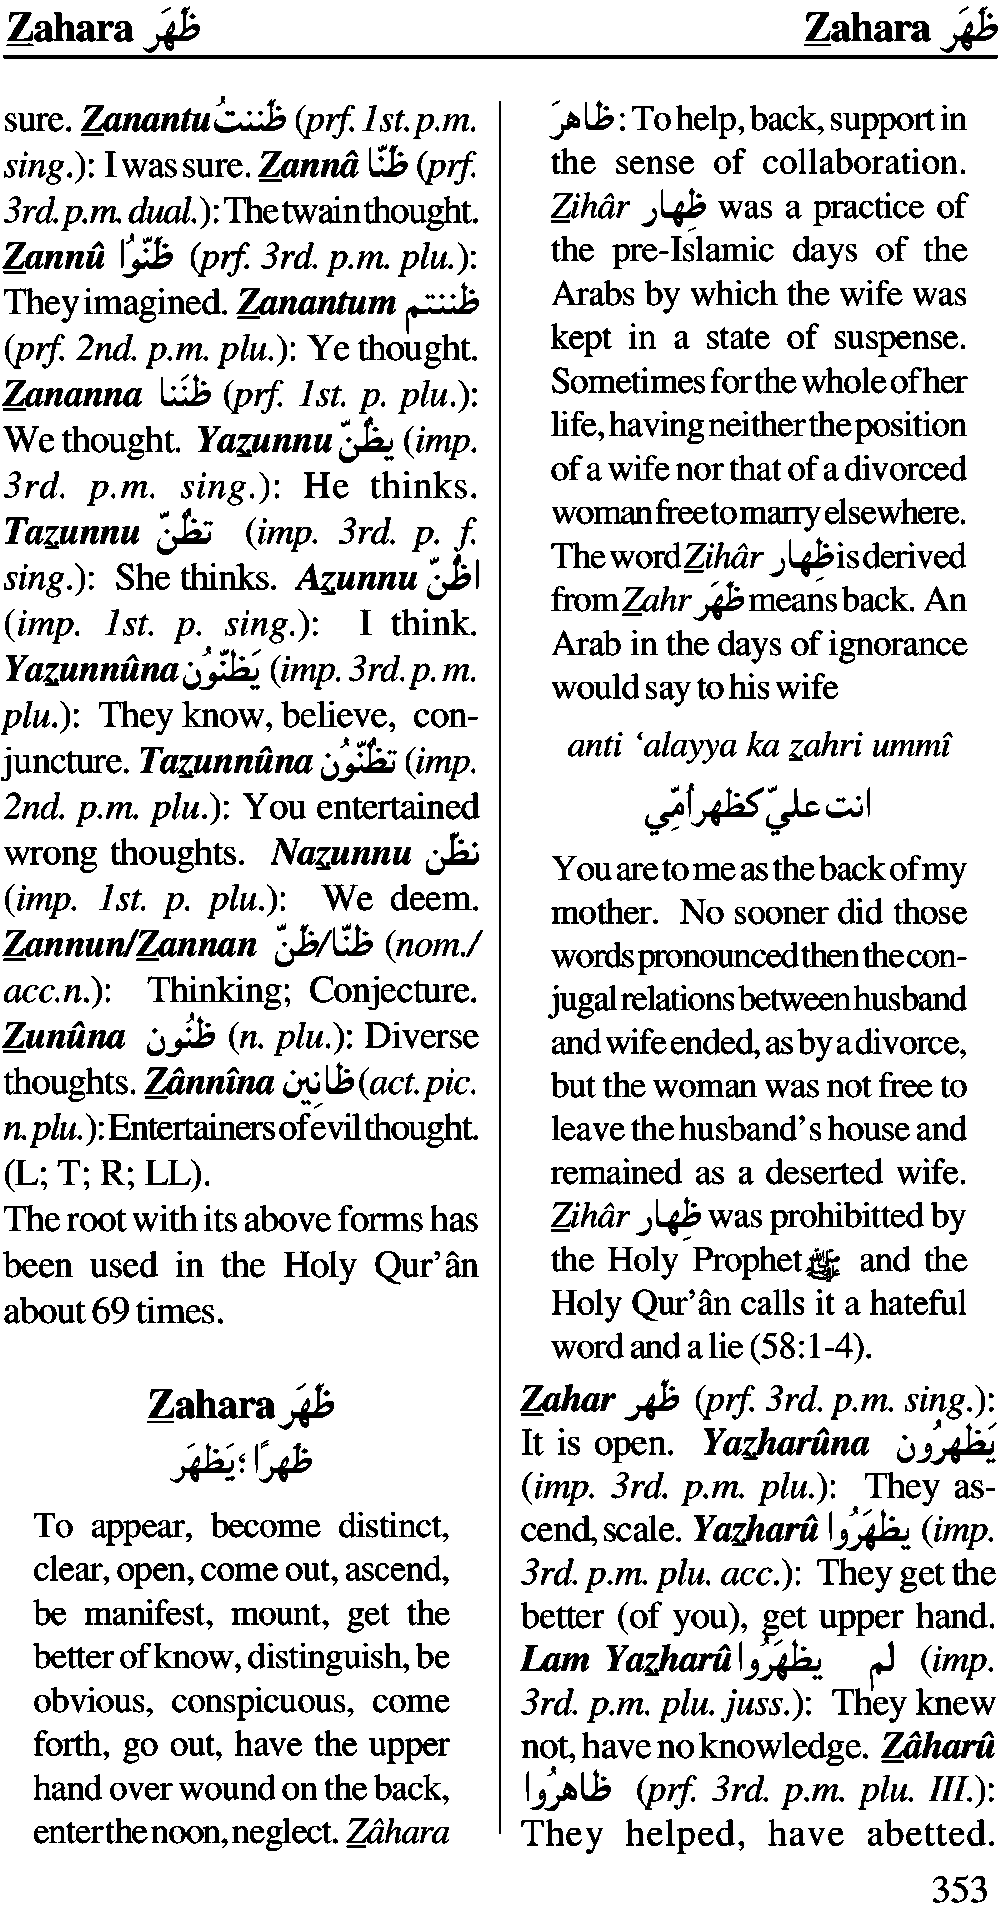 Zahara ظَهَرَ
Zahara ظَهَرَ
sure. Zanantu ظَننتُ (prf. 1st. p.m.
sing.): I was sure. Zannâ ظَنّا (prf.
3rd. p.m. dual.): The twain thought.
Zannû ظَنّوُا (prf. 3rd. p.m. plu.):
They imagined. Zanantum ظَننتم
(prf. 2nd. p.m. plu.): Ye thought.
Zananna ظنَنا (prf. 1st. p. plu.):
We thought. Yazunnu يظُنّ (imp.
3rd. p.m. sing.): He thinks.
Tazunnu تظُنّ (imp. 3rd. p. f.
sing.): She thinks. Azunnu اظُنّ
(imp. 1st. p. sing.): I think.
Yazunnûna يَظُنّوُن (imp. 3rd. p. m.
plu.): They know, believe, con-
juncture. Tazunnûna تظُنّوُن (imp.
2nd. p.m. plu.): You entertained
wrong thoughts. Nazunnu نظُن
(imp. 1st. p. plu.): We deem.
Zannun/Zannan ظَنّا/ظَنّ (nom./
acc.n.): Thinking; Conjecture.
Zunûna ظنُون (n. plu.): Diverse
thoughts. Zânnîna ظانِين (act. pic.
n. plu.): Entertainers of evil thought.
(L; T; R; LL).
The root with its above forms has
been used in the Holy Qur’ân
about 69 times.
Zahara ظَهَرَ
ظهراً ؛ يَظهَرَ
To appear, become distinct,
clear, open, come out, ascend,
be manifest, mount, get the
better of know, distinguish, be
obvious, conspicuous, come
forth, go out, have the upper
hand over wound on the back,
enter the noon, neglect. Zâhara
ظاهرَ: To help, back, support in
the sense of collaboration.
Zihâr ظِهار was a practice of
the pre-Islamic days of the
Arabs by which the wife was
kept in a state of suspense.
Sometimes for the whole of her
life, having neither the position
of a wife nor that of a divorced
woman free to marry elsewhere.
The word Zihâr ظِهار is derived
from Zahr ظَهَر means back. An
Arab in the days of ignorance
would say to his wife
anti ‘alayya ka zahri ummî
انت عليّ كظهر أمِّي
You are to me as the back of my
mother. No sooner did those
words pronounced then the con-
jugal relations between husband
and wife ended, as by a divorce,
but the woman was not free to
leave the husband’s house and
remained as a deserted wife.
Zihâr ظِهار was prohibitted by
the Holy Prophet ﷺ and the
Holy Qur’ân calls it a hateful
word and a lie (58:1-4).
Zahar ظَهر (prf. 3rd. p.m. sing.):
It is open. Yazharûna يَظهرُون
(imp. 3rd. p.m. plu.): They as-
cend, scale. Yazharû يظهَرُوا (imp.
3rd. p.m. plu. acc.): They get the
better (of you), get upper hand.
Lam Yazharû لم يظهَرُوا (imp.
3rd. p.m. plu. juss.): They knew
not, have no knowledge. Zâharû
ظاهرُوا (prf. 3rd. p.m. plu. III.):
They helped, have abetted.
353